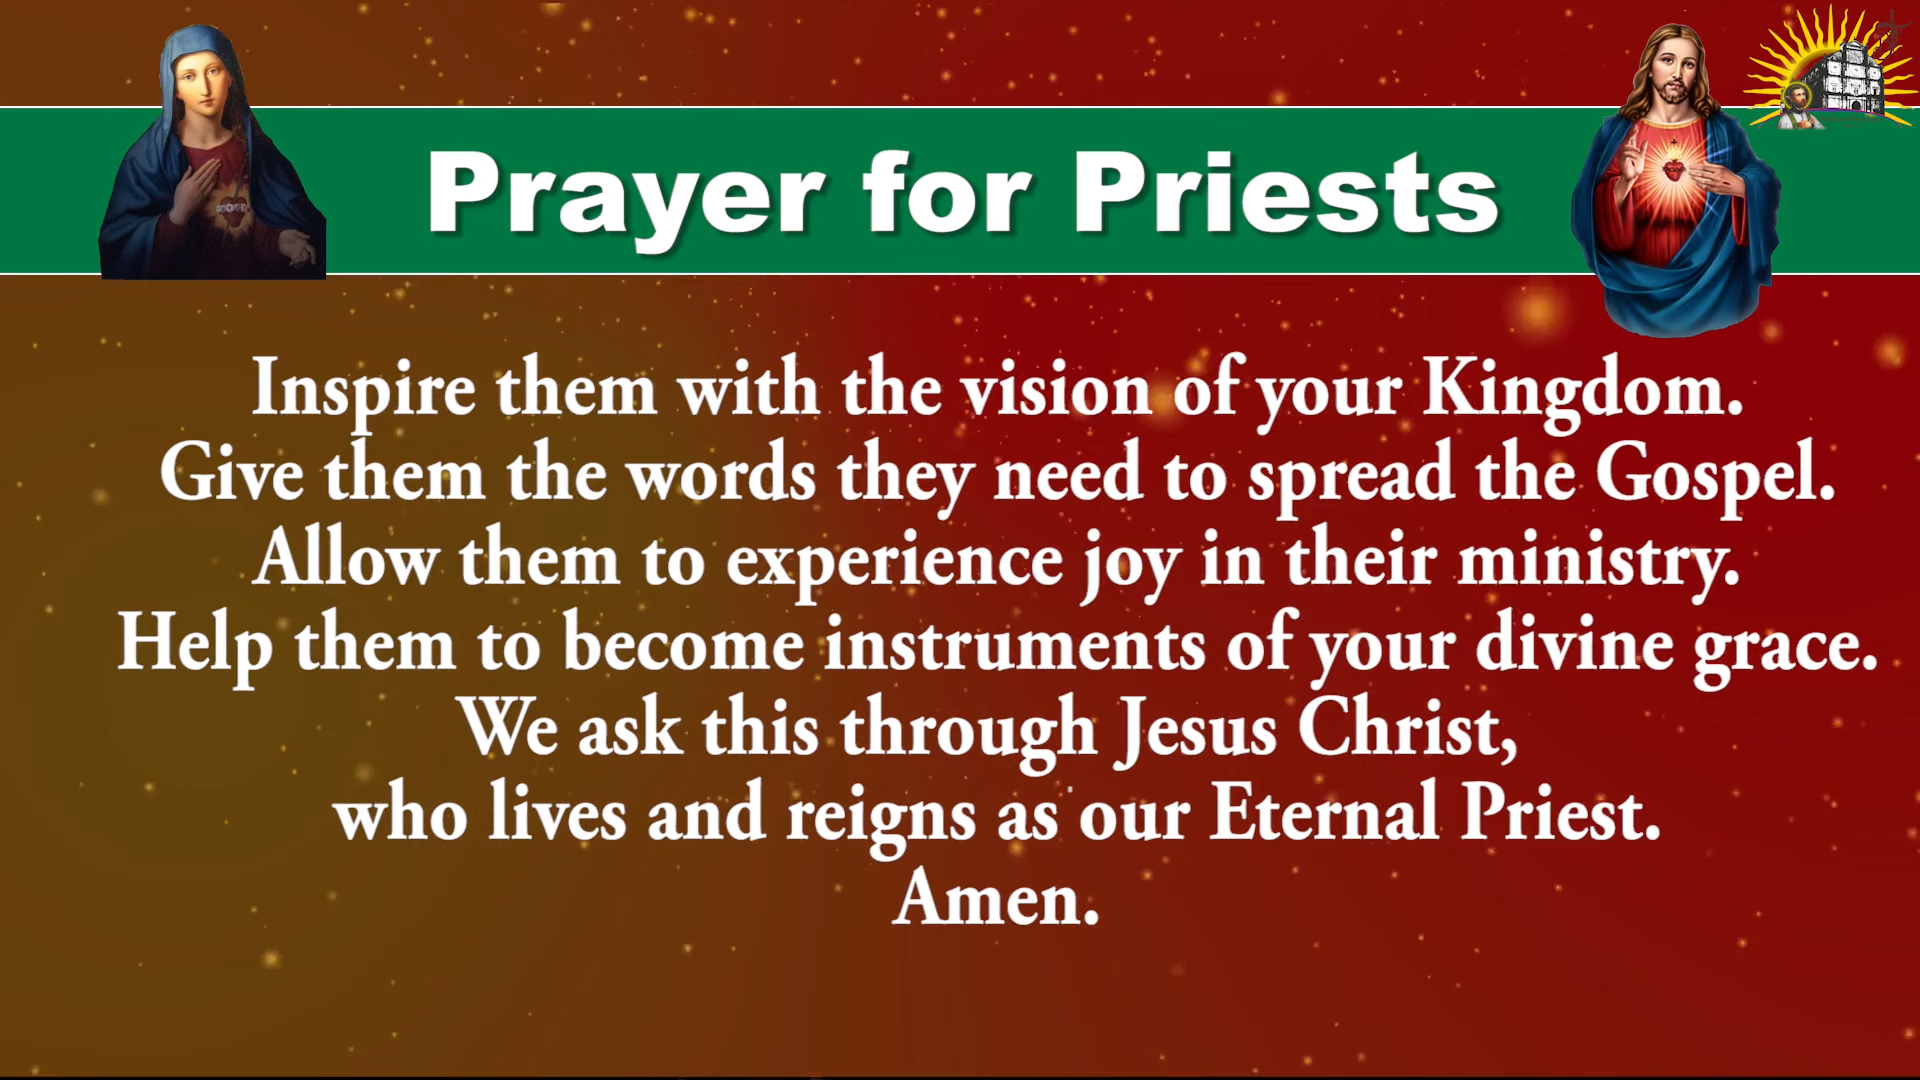 Prayer for Priests
Inspire them with the vision of your Kingdom.
Give them the words they need to spread the Gospel.
Allow them to experience joy in their ministry.
Help them to become instruments of your divine grace.
We ask this through Jesus Christ,
who lives and reigns as our Eternal Priest.
Amen.